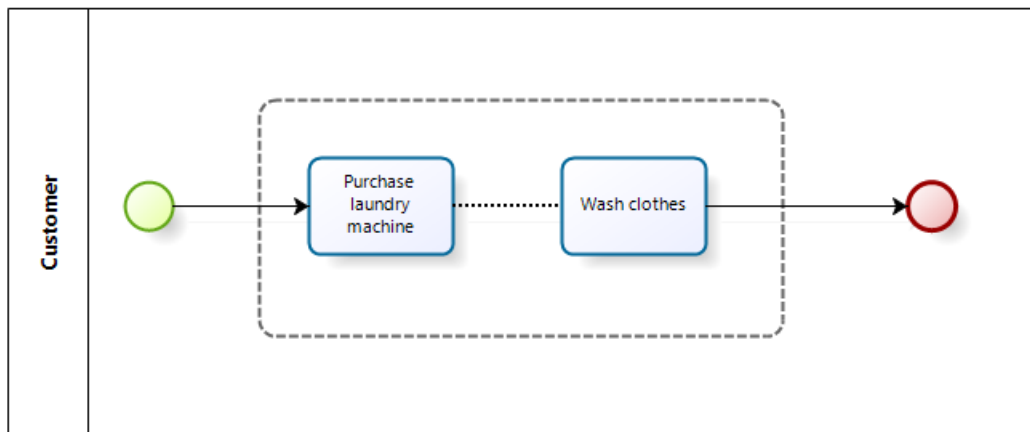 Customer
Purchase
laundry
machine
Wash clothes